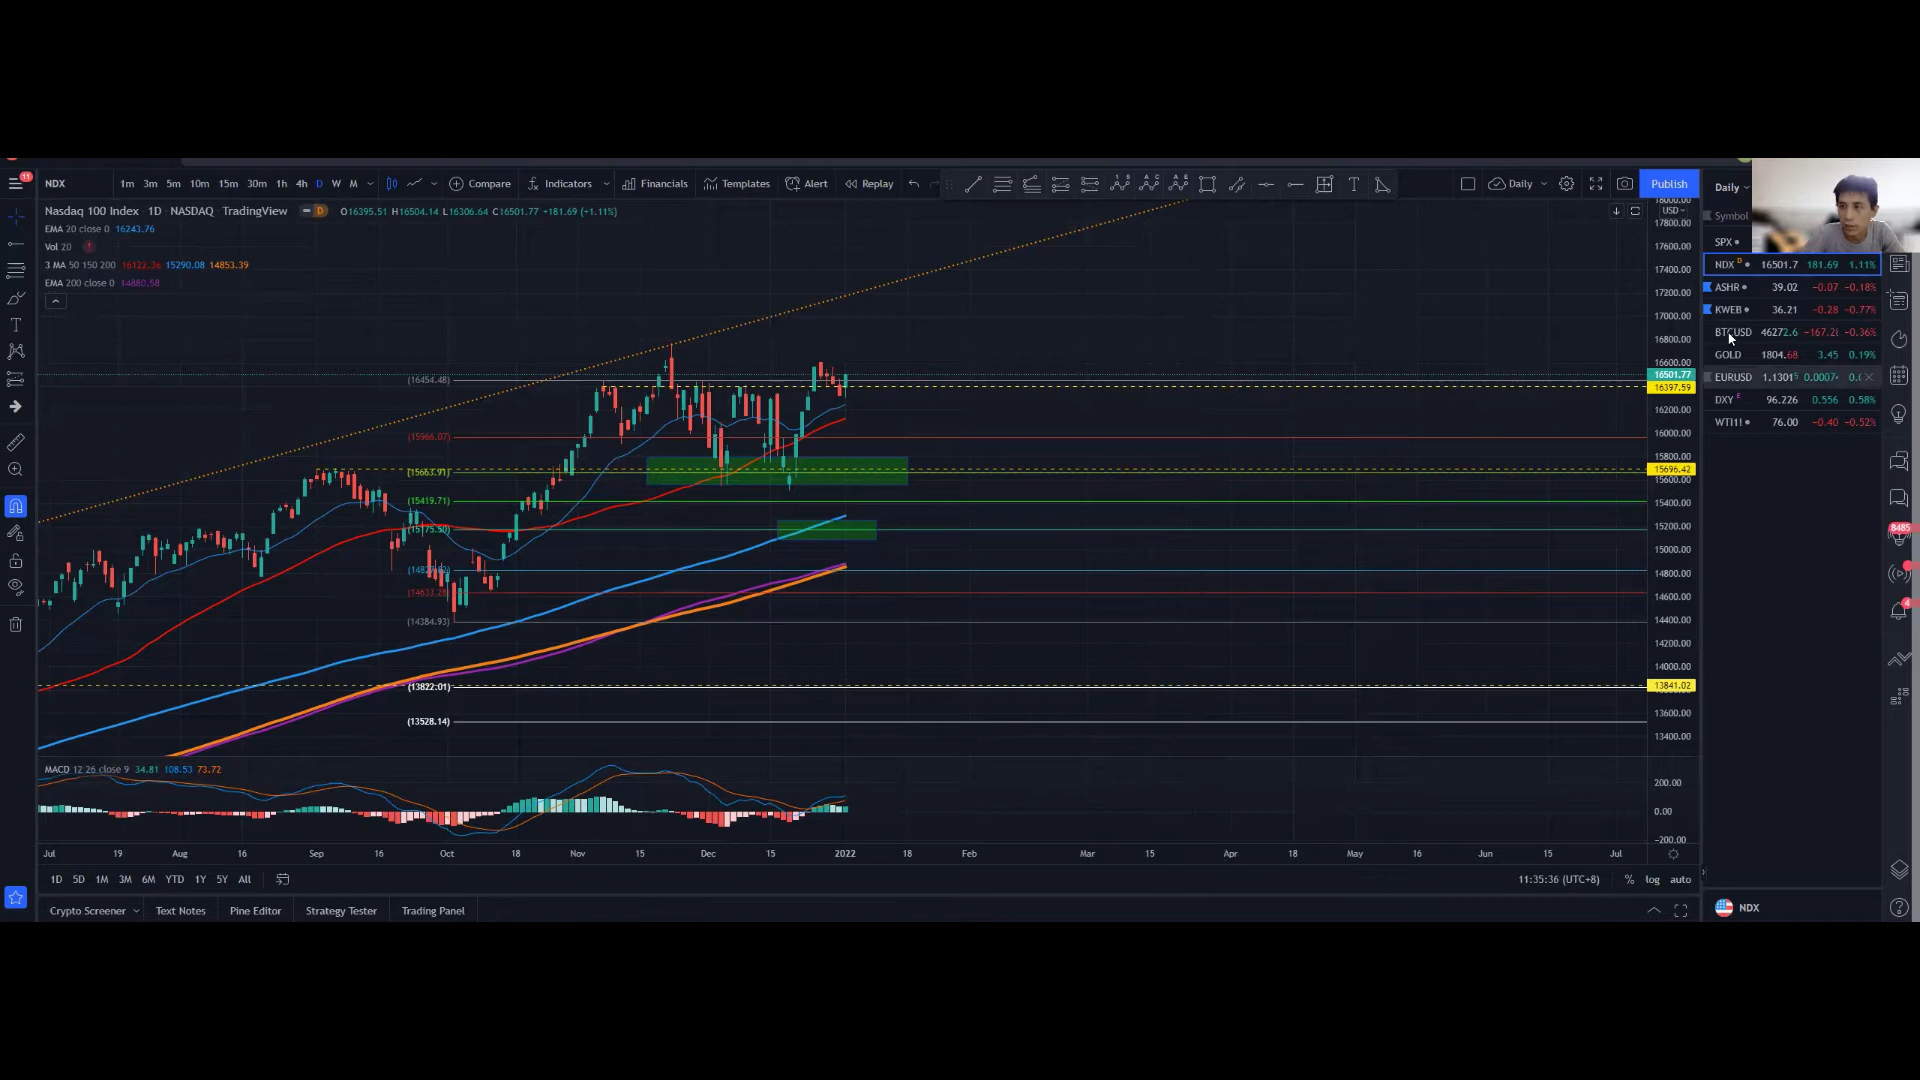 11
NDX 1m 3m 5m 10m 15m 30m 1h 4h D W M Compare Indicators Financials Templates Alert Replay Daily Publish
Nasdaq 100 Index 1D NASDAQ TradingView D O16395.51 H16504.14 L16306.64 C16501.77 +181.69 (+1.11%)
EMA 20 close 0 16243.76
Vol 20
3 MA 50 150 200 16122.36 15290.08 14853.39
EMA 200 close 0 14880.58
(16454.48)
(15966.07)
(15663.91)
(15419.71)
(15175.50)
(14633.28)
(14384.93)
(13822.01)
(13528.14)
USD
17800.00
17600.00
17400.00
17200.00
17000.00
16800.00
16600.00
16501.77
16397.59
16200.00
16000.00
15800.00
15696.42
15600.00
15400.00
15200.00
15000.00
14800.00
14600.00
14400.00
14200.00
14000.00
13841.02
13600.00
13400.00
MACD 12 26 close 9 34.81 108.53 73.72
200.00
0.00
−200.00
Jul 19 Aug 16 Sep 16 Oct 18 Nov 15 Dec 15 2022 18 Feb Mar 15 Apr 18 May 16 Jun 15 Jul
1D 5D 1M 3M 6M YTD 1Y 5Y All 11:35:36 (UTC+8) % log auto
Crypto Screener Text Notes Pine Editor Strategy Tester Trading Panel
Daily
Symbol
SPX
NDX D 16501.7 181.69 1.11%
ASHR 39.02 −0.07 −0.18%
KWEB 36.21 −0.28 −0.77%
BTCUSD 46272.6 −167.28 −0.36%
GOLD 1804.68 3.45 0.19%
EURUSD 1.13015
DXY E 96.226 0.556 0.58%
WTI1! 76.00 −0.40 −0.52%
8485
4
NDX